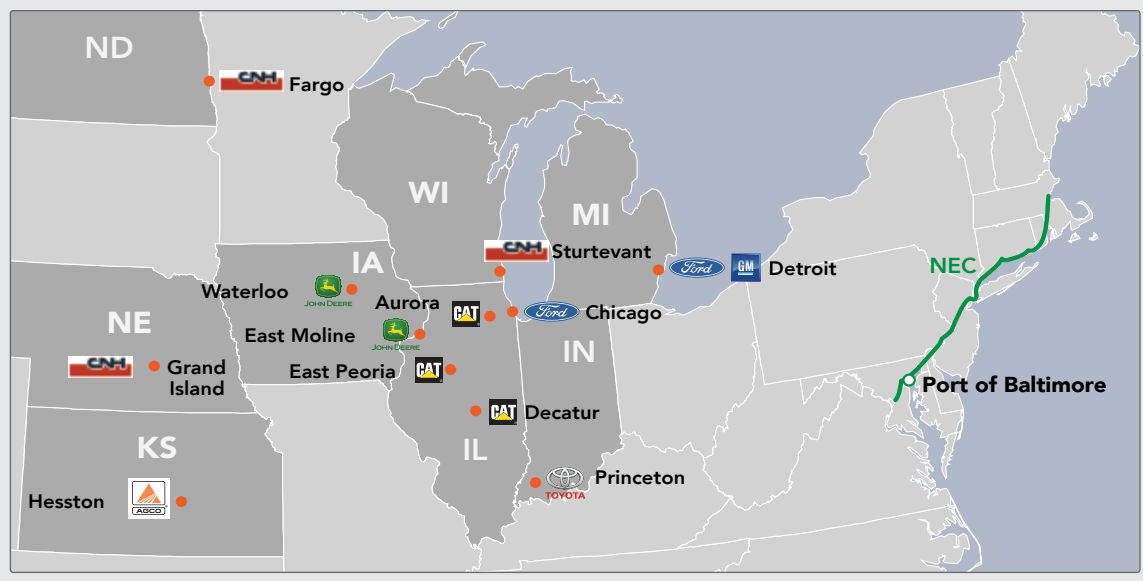 ND
CNH
Fargo
WI
MI
CNH
Sturtevant
Ford
GM
Detroit
NEC
IA
Waterloo
JOHN DEERE
Aurora
CAT
Ford
Chicago
NE
East Moline
JOHN DEERE
IN
CNH
Grand
Island
East Peoria
CAT
Port of Baltimore
CAT
Decatur
KS
IL
Princeton
TOYOTA
Hesston
AGCO